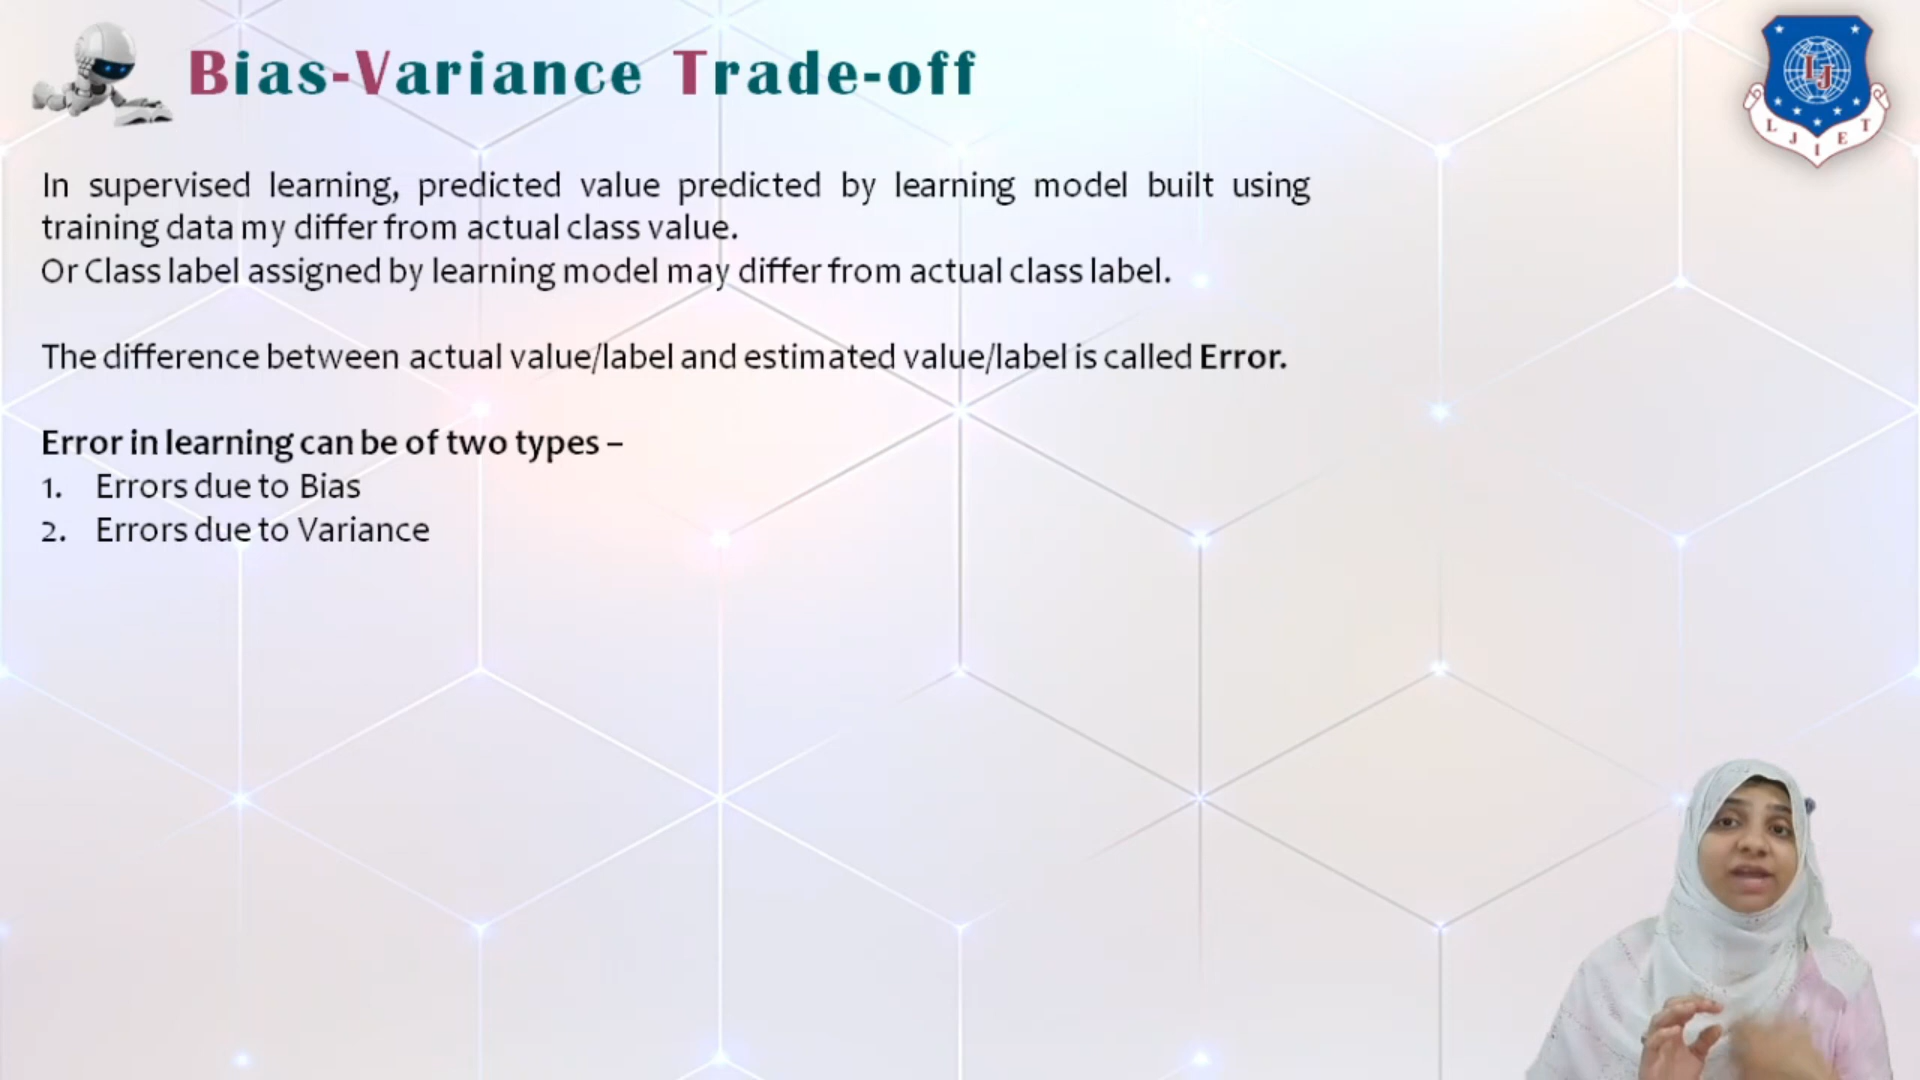 Bias-Variance Trade-off
In supervised learning, predicted value predicted by learning model built using
training data my differ from actual class value.
Or Class label assigned by learning model may differ from actual class label.
The difference between actual value/label and estimated value/label is called Error.
Error in learning can be of two types –
1. Errors due to Bias
2. Errors due to Variance
LJ
LJIET